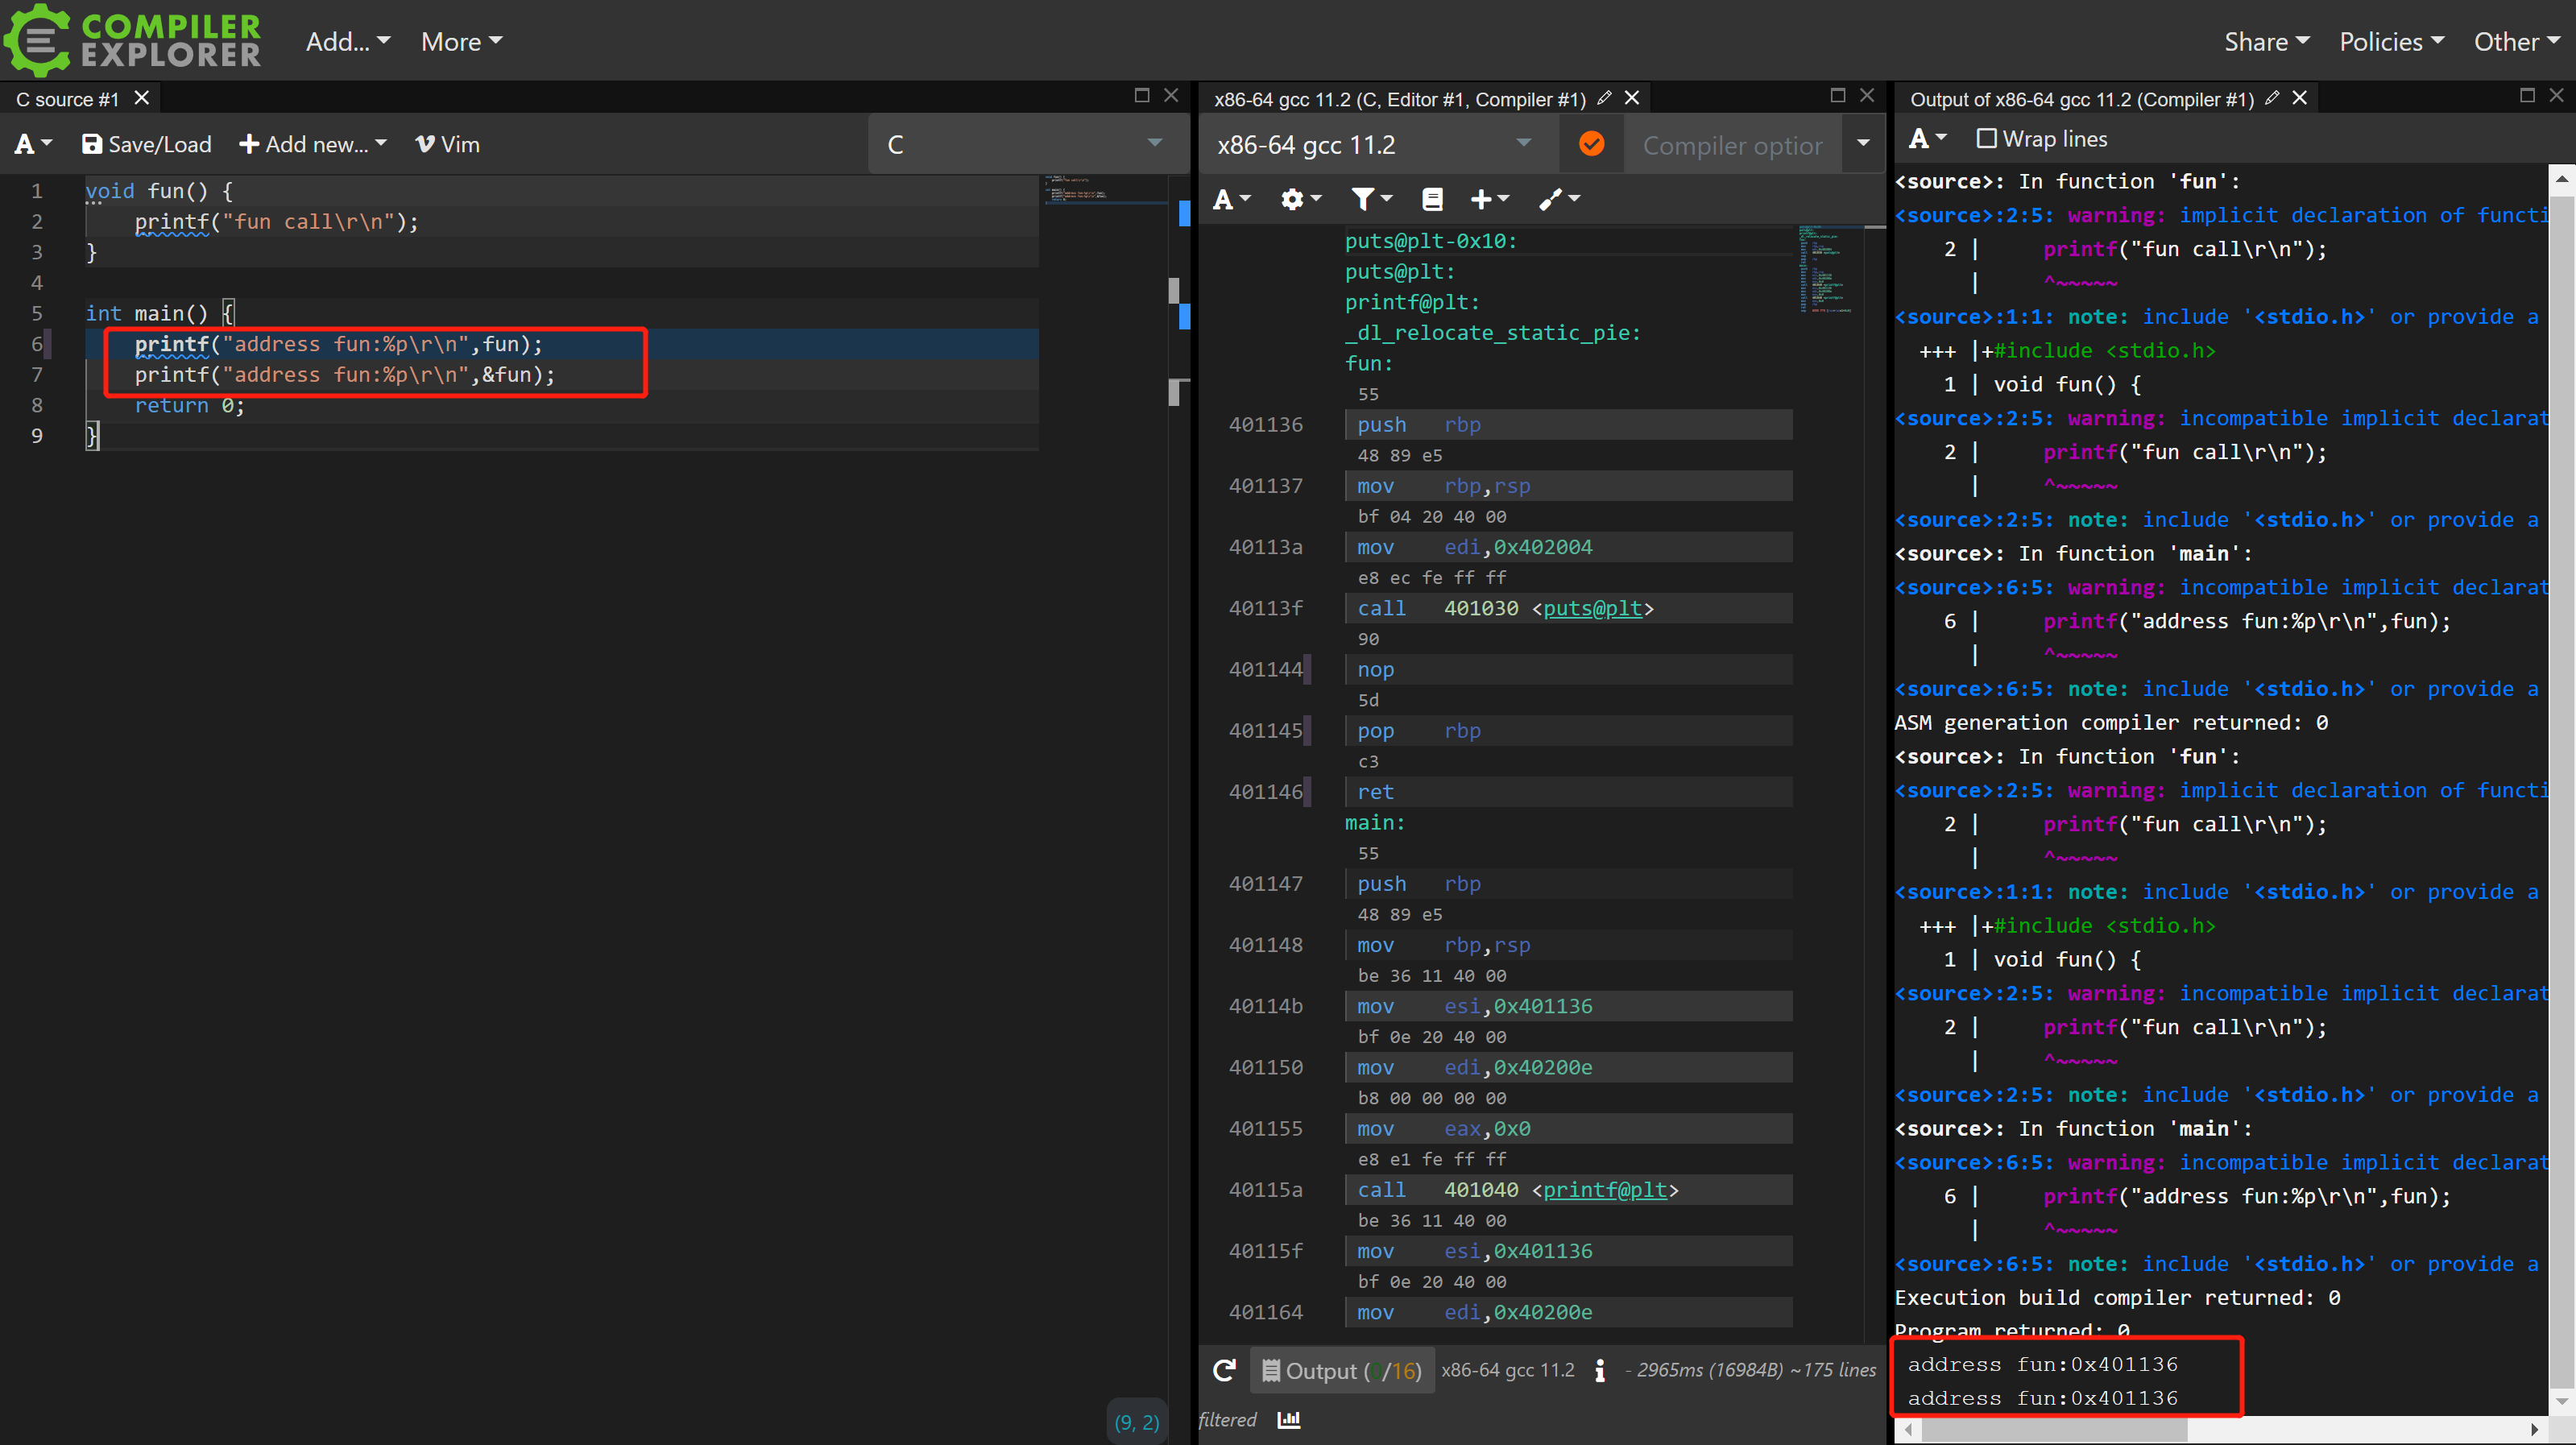 COMPILER EXPLORER
Add... More Share Policies Other
C source #1
A Save/Load Add new... Vim C
1 void fun() {
2 printf("fun call\r\n");
3 }
4
5 int main() {
6 printf("address fun:%p\r\n",fun);
7 printf("address fun:%p\r\n",&fun);
8 return 0;
9 }
(9, 2)
x86-64 gcc 11.2 (C, Editor #1, Compiler #1)
x86-64 gcc 11.2 Compiler option
A
puts@plt-0x10:
puts@plt:
printf@plt:
_dl_relocate_static_pie:
fun:
55
401136 push rbp
48 89 e5
401137 mov rbp,rsp
bf 04 20 40 00
40113a mov edi,0x402004
e8 ec fe ff ff
40113f call 401030 <puts@plt>
90
401144 nop
5d
401145 pop rbp
c3
401146 ret
main:
55
401147 push rbp
48 89 e5
401148 mov rbp,rsp
be 36 11 40 00
40114b mov esi,0x401136
bf 0e 20 40 00
401150 mov edi,0x40200e
b8 00 00 00 00
401155 mov eax,0x0
e8 e1 fe ff ff
40115a call 401040 <printf@plt>
be 36 11 40 00
40115f mov esi,0x401136
bf 0e 20 40 00
401164 mov edi,0x40200e
Output (0/16) x86-64 gcc 11.2 i - 2965ms (16984B) ~175 lines
filtered
Output of x86-64 gcc 11.2 (Compiler #1)
A Wrap lines
<source>: In function 'fun':
<source>:2:5: warning: implicit declaration of functi
2 | printf("fun call\r\n");
| ^~~~~~
<source>:1:1: note: include '<stdio.h>' or provide a
+++ |+#include <stdio.h>
1 | void fun() {
<source>:2:5: warning: incompatible implicit declarat
2 | printf("fun call\r\n");
| ^~~~~~
<source>:2:5: note: include '<stdio.h>' or provide a
<source>: In function 'main':
<source>:6:5: warning: incompatible implicit declarat
6 | printf("address fun:%p\r\n",fun);
| ^~~~~~
<source>:6:5: note: include '<stdio.h>' or provide a
ASM generation compiler returned: 0
<source>: In function 'fun':
<source>:2:5: warning: implicit declaration of functi
2 | printf("fun call\r\n");
| ^~~~~~
<source>:1:1: note: include '<stdio.h>' or provide a
+++ |+#include <stdio.h>
1 | void fun() {
<source>:2:5: warning: incompatible implicit declarat
2 | printf("fun call\r\n");
| ^~~~~~
<source>:2:5: note: include '<stdio.h>' or provide a
<source>: In function 'main':
<source>:6:5: warning: incompatible implicit declarat
6 | printf("address fun:%p\r\n",fun);
| ^~~~~~
<source>:6:5: note: include '<stdio.h>' or provide a
Execution build compiler returned: 0
Program returned: 0
address fun:0x401136
address fun:0x401136